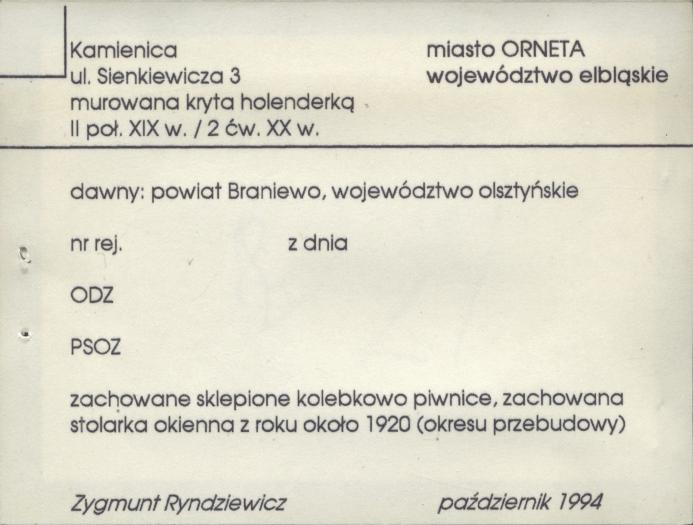 Kamienica miasto ORNETA
ul. Sienkiewicza 3 województwo elbląskie
murowana kryta holenderką
II poł. XIX w. / 2 ćw. XX w.
dawny: powiat Braniewo, województwo olsztyńskie
nr rej. z dnia
ODZ
PSOZ
zachowane sklepione kolebkowo piwnice, zachowana
stolarka okienna z roku około 1920 (okresu przebudowy)
Zygmunt Ryndziewicz październik 1994